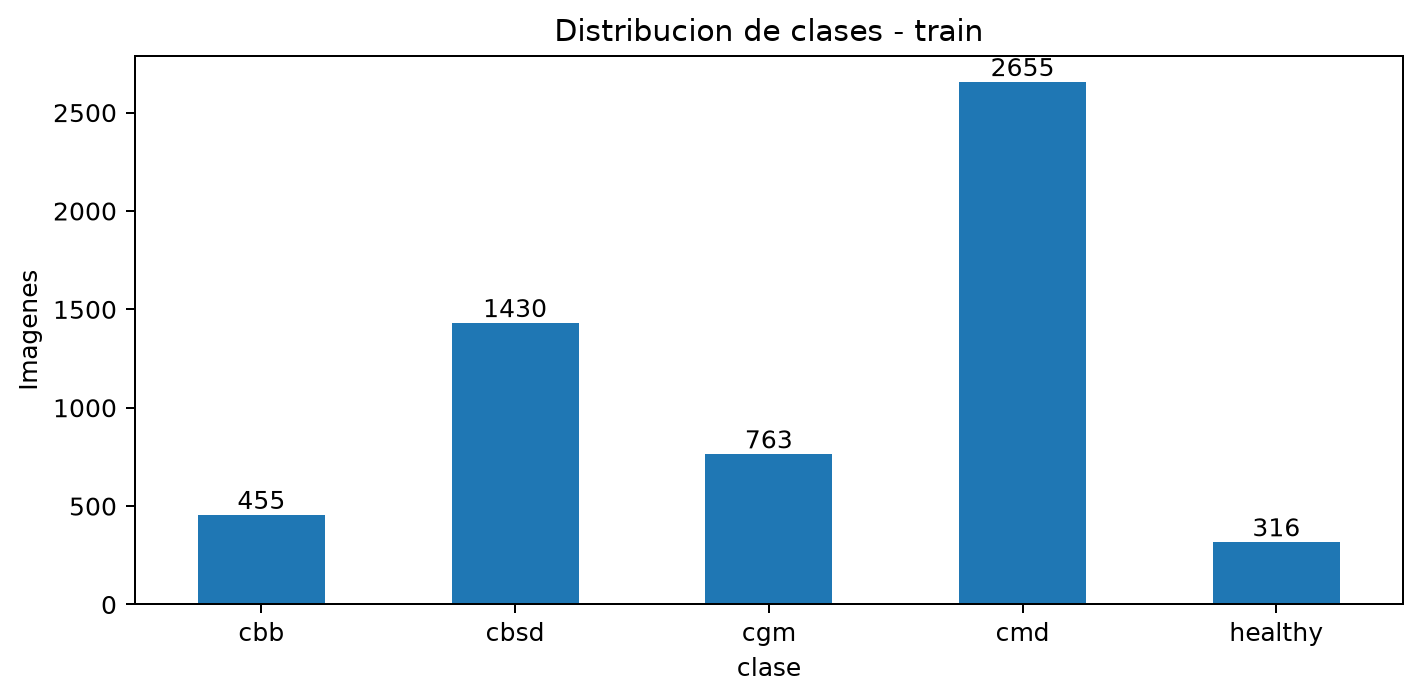 Distribucion de clases - train
Imagenes
2500
2000
1500
1000
500
0
455
1430
763
2655
316
cbb
cbsd
cgm
cmd
healthy
clase